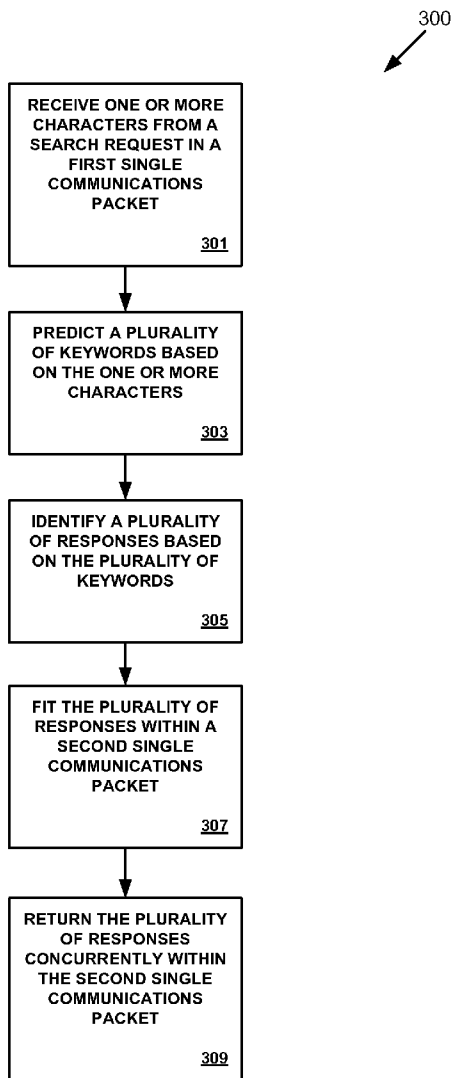 300
RECEIVE ONE OR MORE
CHARACTERS FROM A
SEARCH REQUEST IN A
FIRST SINGLE
COMMUNICATIONS
PACKET
301
PREDICT A PLURALITY
OF KEYWORDS BASED
ON THE ONE OR MORE
CHARACTERS
303
IDENTIFY A PLURALITY
OF RESPONSES BASED
ON THE PLURALITY OF
KEYWORDS
305
FIT THE PLURALITY OF
RESPONSES WITHIN A
SECOND SINGLE
COMMUNICATIONS
PACKET
307
RETURN THE PLURALITY
OF RESPONSES
CONCURRENTLY WITHIN
THE SECOND SINGLE
COMMUNICATIONS
PACKET
309